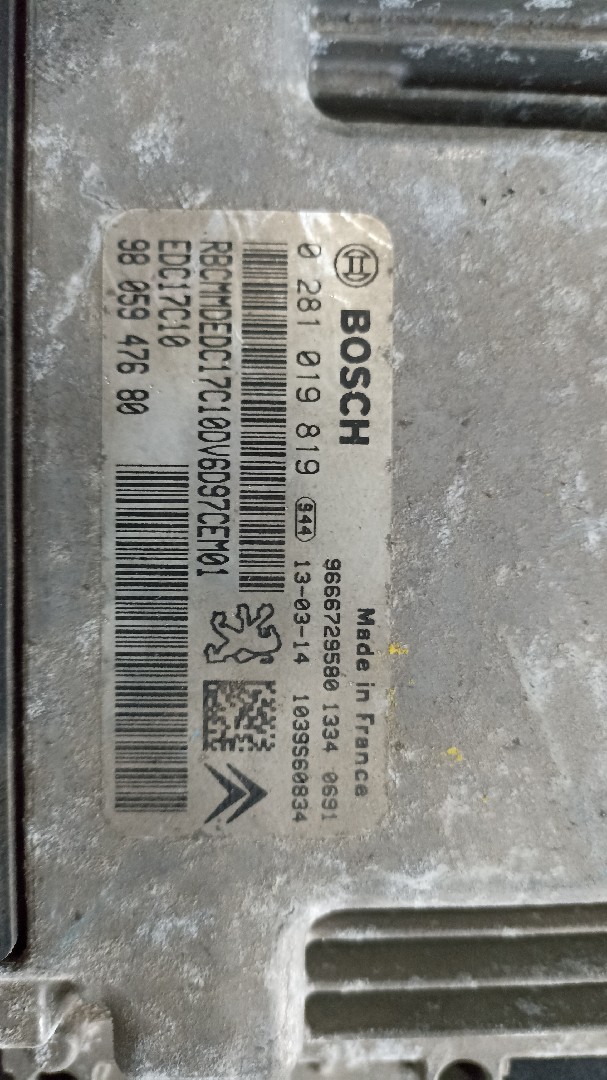 BOSCH
Made in France
9666729580 1334 0691
0 281 019 819 944 13-03-14 1039S60834
RBCMMDEDC17C10DV6D97CEM01
EDC17C10
98 059 476 80